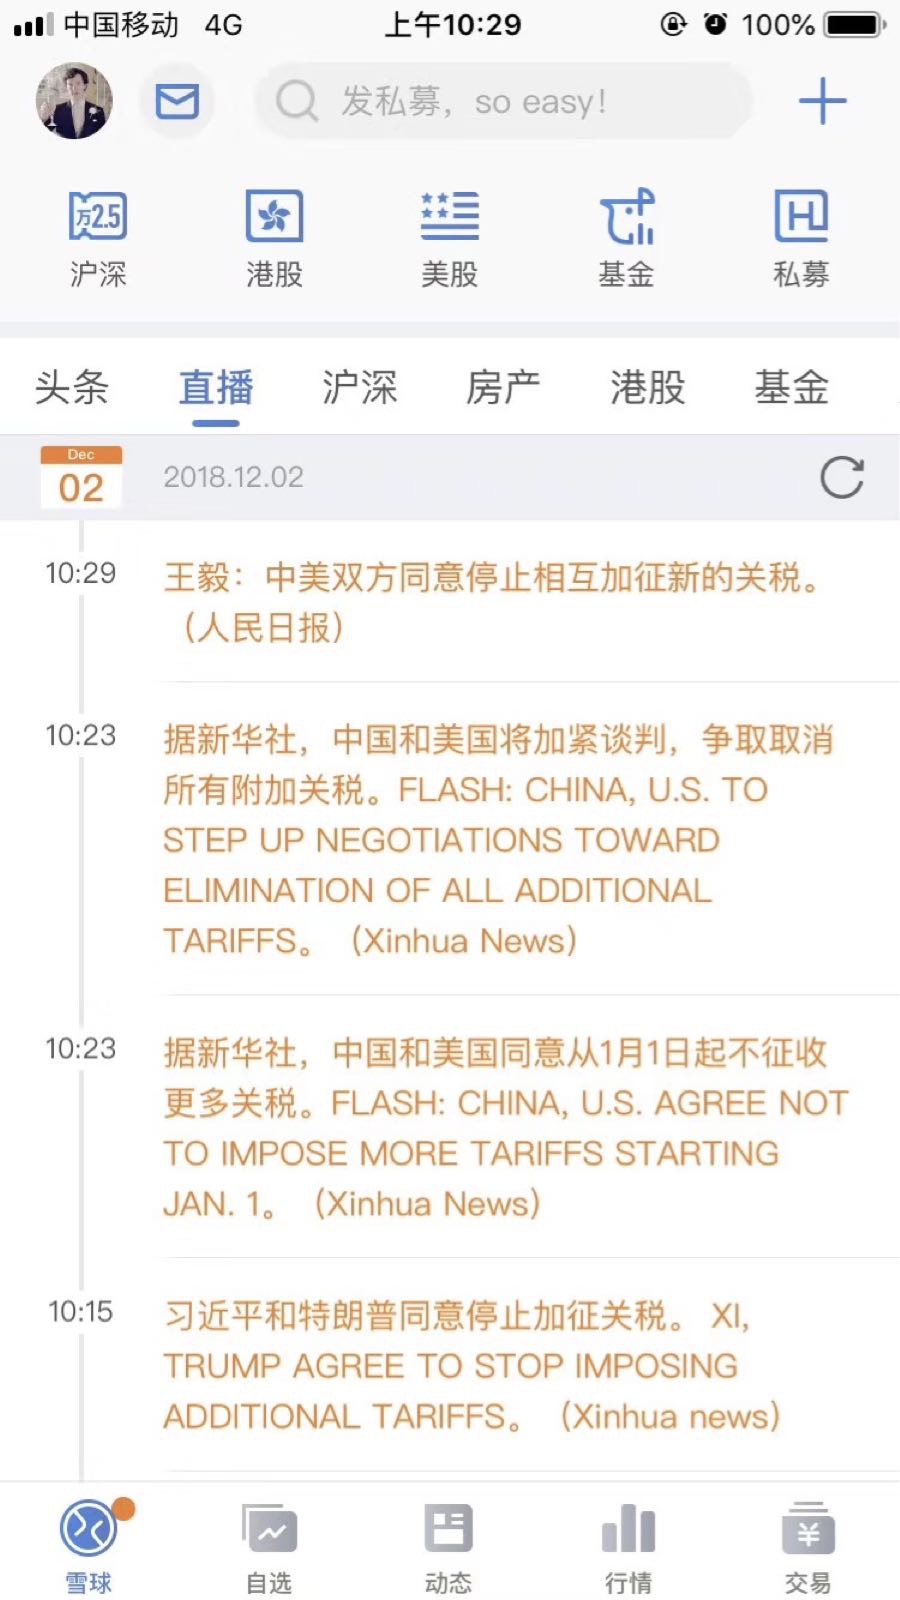 中国移动 4G 上午10:29 100%
发私募，so easy!
万2.5
沪深 港股 美股 基金 私募
头条 直播 沪深 房产 港股 基金
Dec
02 2018.12.02
10:29 王毅：中美双方同意停止相互加征新的关税。
（人民日报）
10:23 据新华社，中国和美国将加紧谈判，争取取消
所有附加关税。FLASH: CHINA, U.S. TO
STEP UP NEGOTIATIONS TOWARD
ELIMINATION OF ALL ADDITIONAL
TARIFFS。（Xinhua News）
10:23 据新华社，中国和美国同意从1月1日起不征收
更多关税。FLASH: CHINA, U.S. AGREE NOT
TO IMPOSE MORE TARIFFS STARTING
JAN. 1。（Xinhua News）
10:15 习近平和特朗普同意停止加征关税。 XI,
TRUMP AGREE TO STOP IMPOSING
ADDITIONAL TARIFFS。（Xinhua news）
雪球 自选 动态 行情 交易